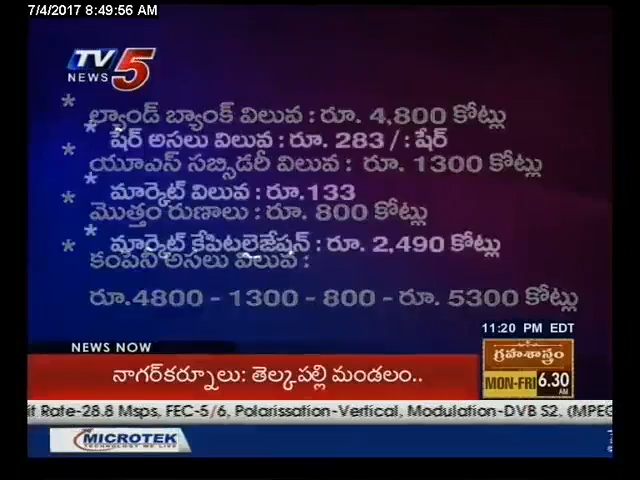 7/4/2017 8:49:56 AM
TV5
NEWS
* ల్యాండ్ బ్యాంక్ విలువ : రూ. 4,800 కోట్లు
* షేర్ అసలు విలువ : రూ. 283 /: షేర్
* యూఎస్ సబ్సిడరీ విలువ : రూ. 1300 కోట్లు
* మార్కెట్ విలువ : రూ.133
* మొత్తం రుణాలు : రూ. 800 కోట్లు
* మార్కెట్ కేపిటలైజేషన్ : రూ. 2,490 కోట్లు
* కంపెనీ అసలు విలువ :
రూ.4800 - 1300 - 800 - రూ. 5300 కోట్లు
11:20 PM EDT
NEWS NOW
గ్రహశాస్త్రం
నాగర్‌కర్నూలు: తెల్కపల్లి మండలం..
MON-FRI 6.30 AM
it Rate-28.8 Msps, FEC-5/6, Polarissation-Vertical, Modulation-DVB S2, (MPEG
MICROTEK
TECHNOLOGY WE LIVE